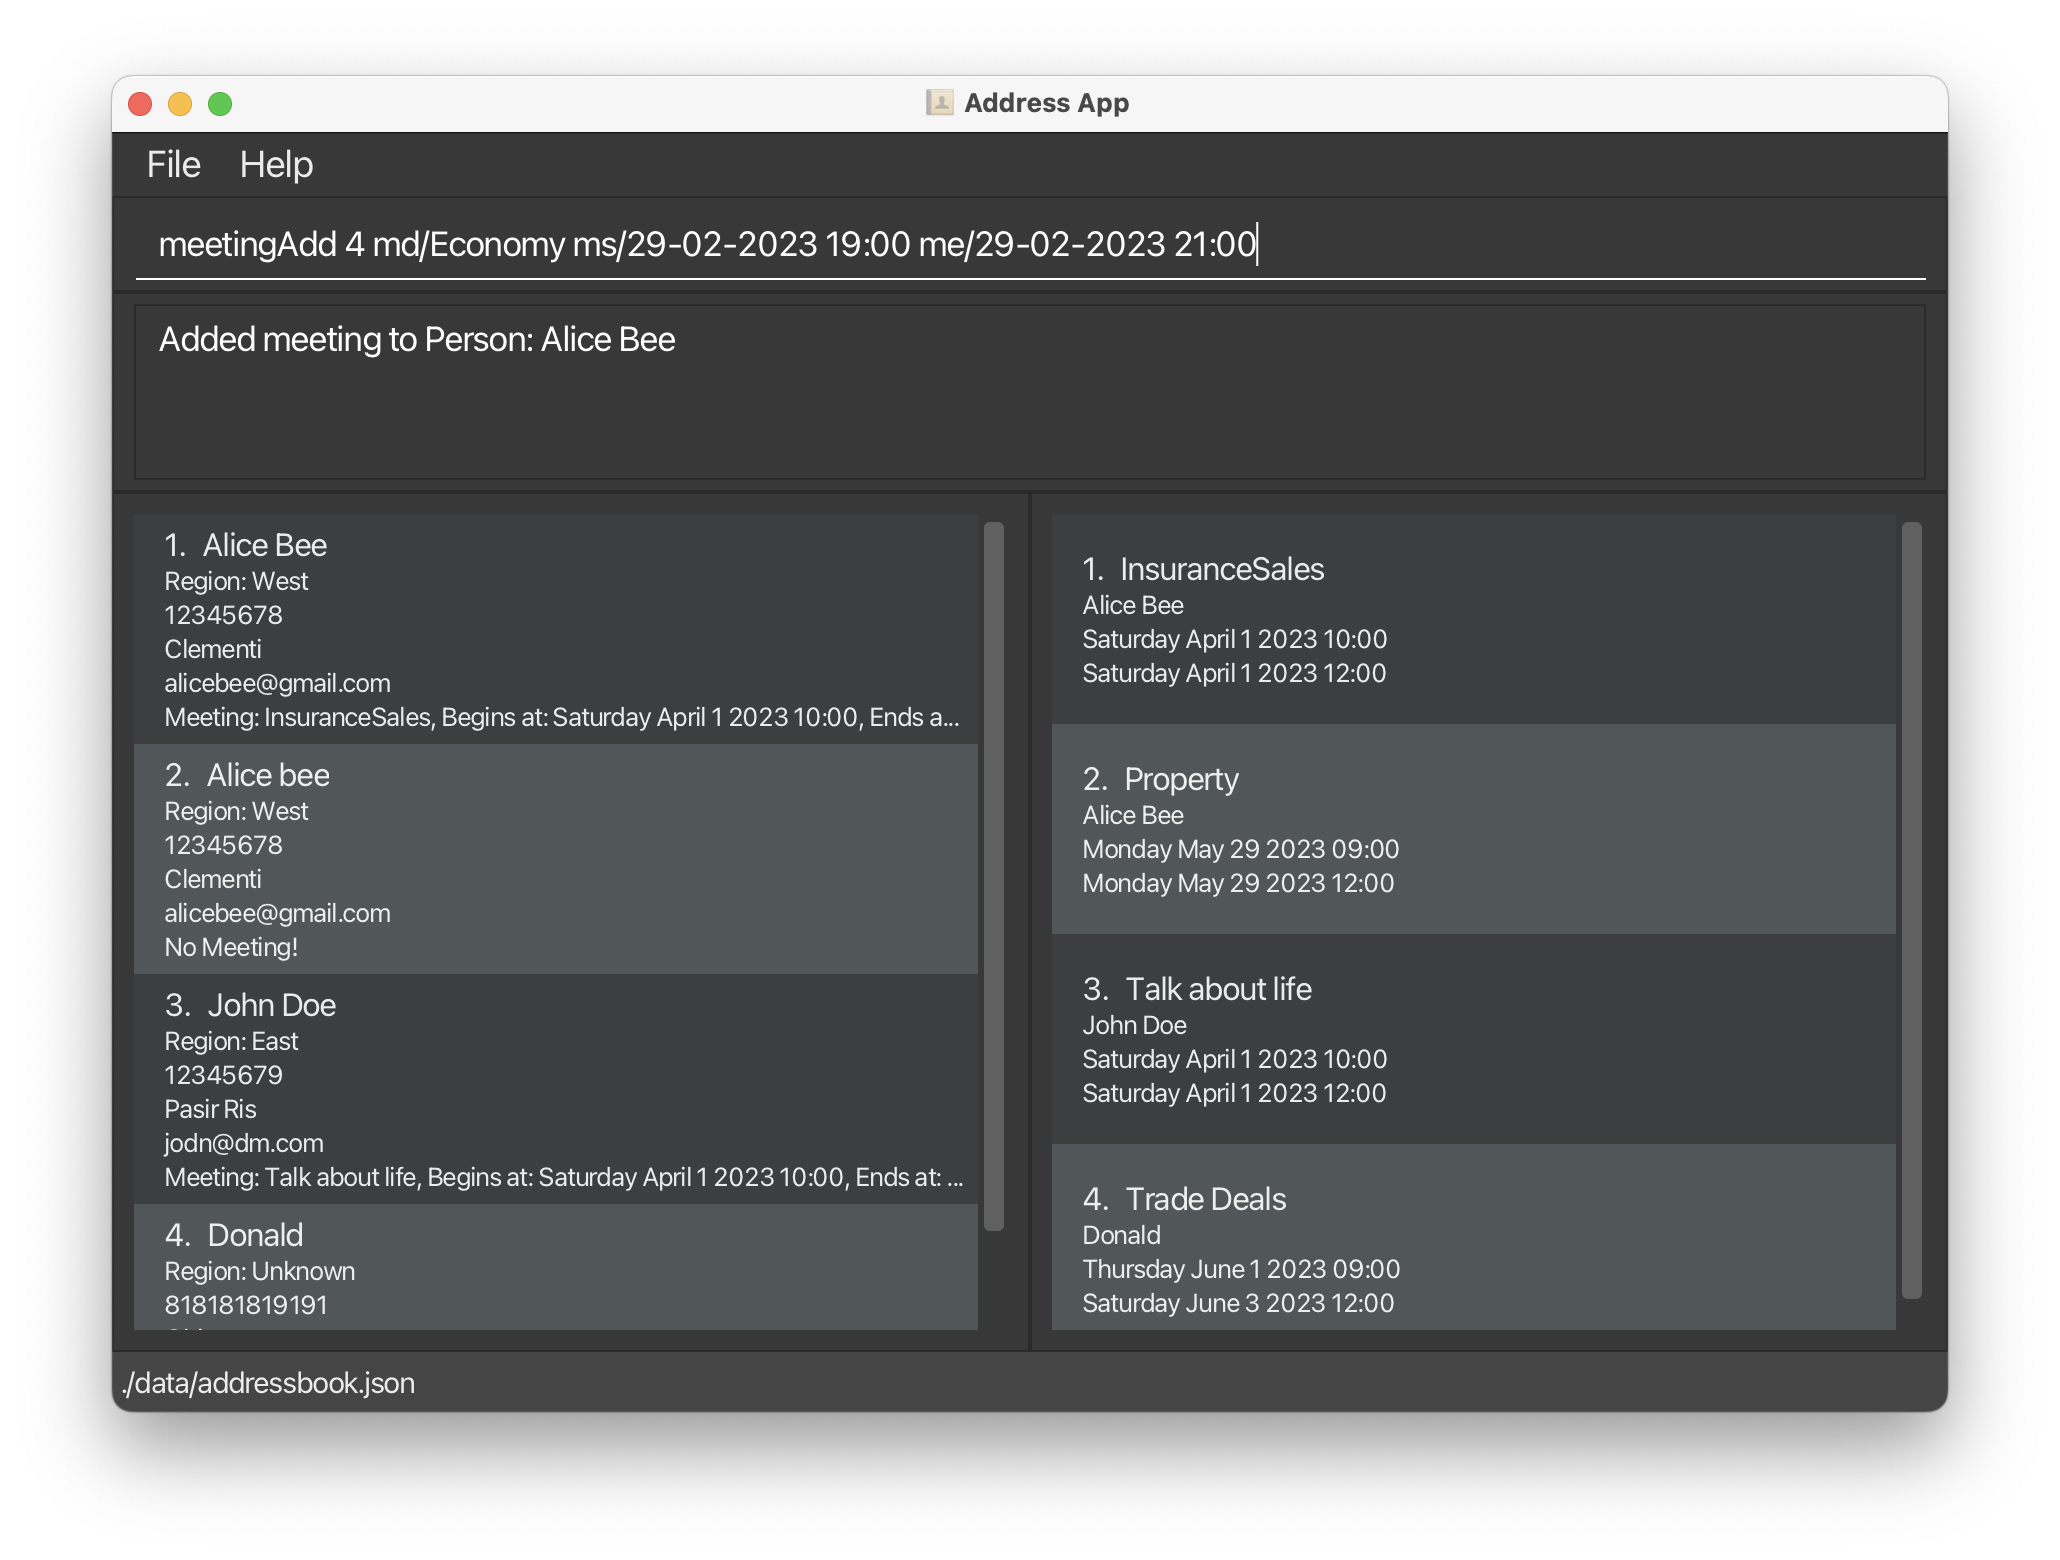 Address App
File Help
meetingAdd 4 md/Economy ms/29-02-2023 19:00 me/29-02-2023 21:00
Added meeting to Person: Alice Bee
1. Alice Bee
Region: West
12345678
Clementi
alicebee@gmail.com
Meeting: InsuranceSales, Begins at: Saturday April 1 2023 10:00, Ends a...
2. Alice bee
Region: West
12345678
Clementi
alicebee@gmail.com
No Meeting!
3. John Doe
Region: East
12345679
Pasir Ris
jodn@dm.com
Meeting: Talk about life, Begins at: Saturday April 1 2023 10:00, Ends at: ...
4. Donald
Region: Unknown
818181819191
1. InsuranceSales
Alice Bee
Saturday April 1 2023 10:00
Saturday April 1 2023 12:00
2. Property
Alice Bee
Monday May 29 2023 09:00
Monday May 29 2023 12:00
3. Talk about life
John Doe
Saturday April 1 2023 10:00
Saturday April 1 2023 12:00
4. Trade Deals
Donald
Thursday June 1 2023 09:00
Saturday June 3 2023 12:00
./data/addressbook.json